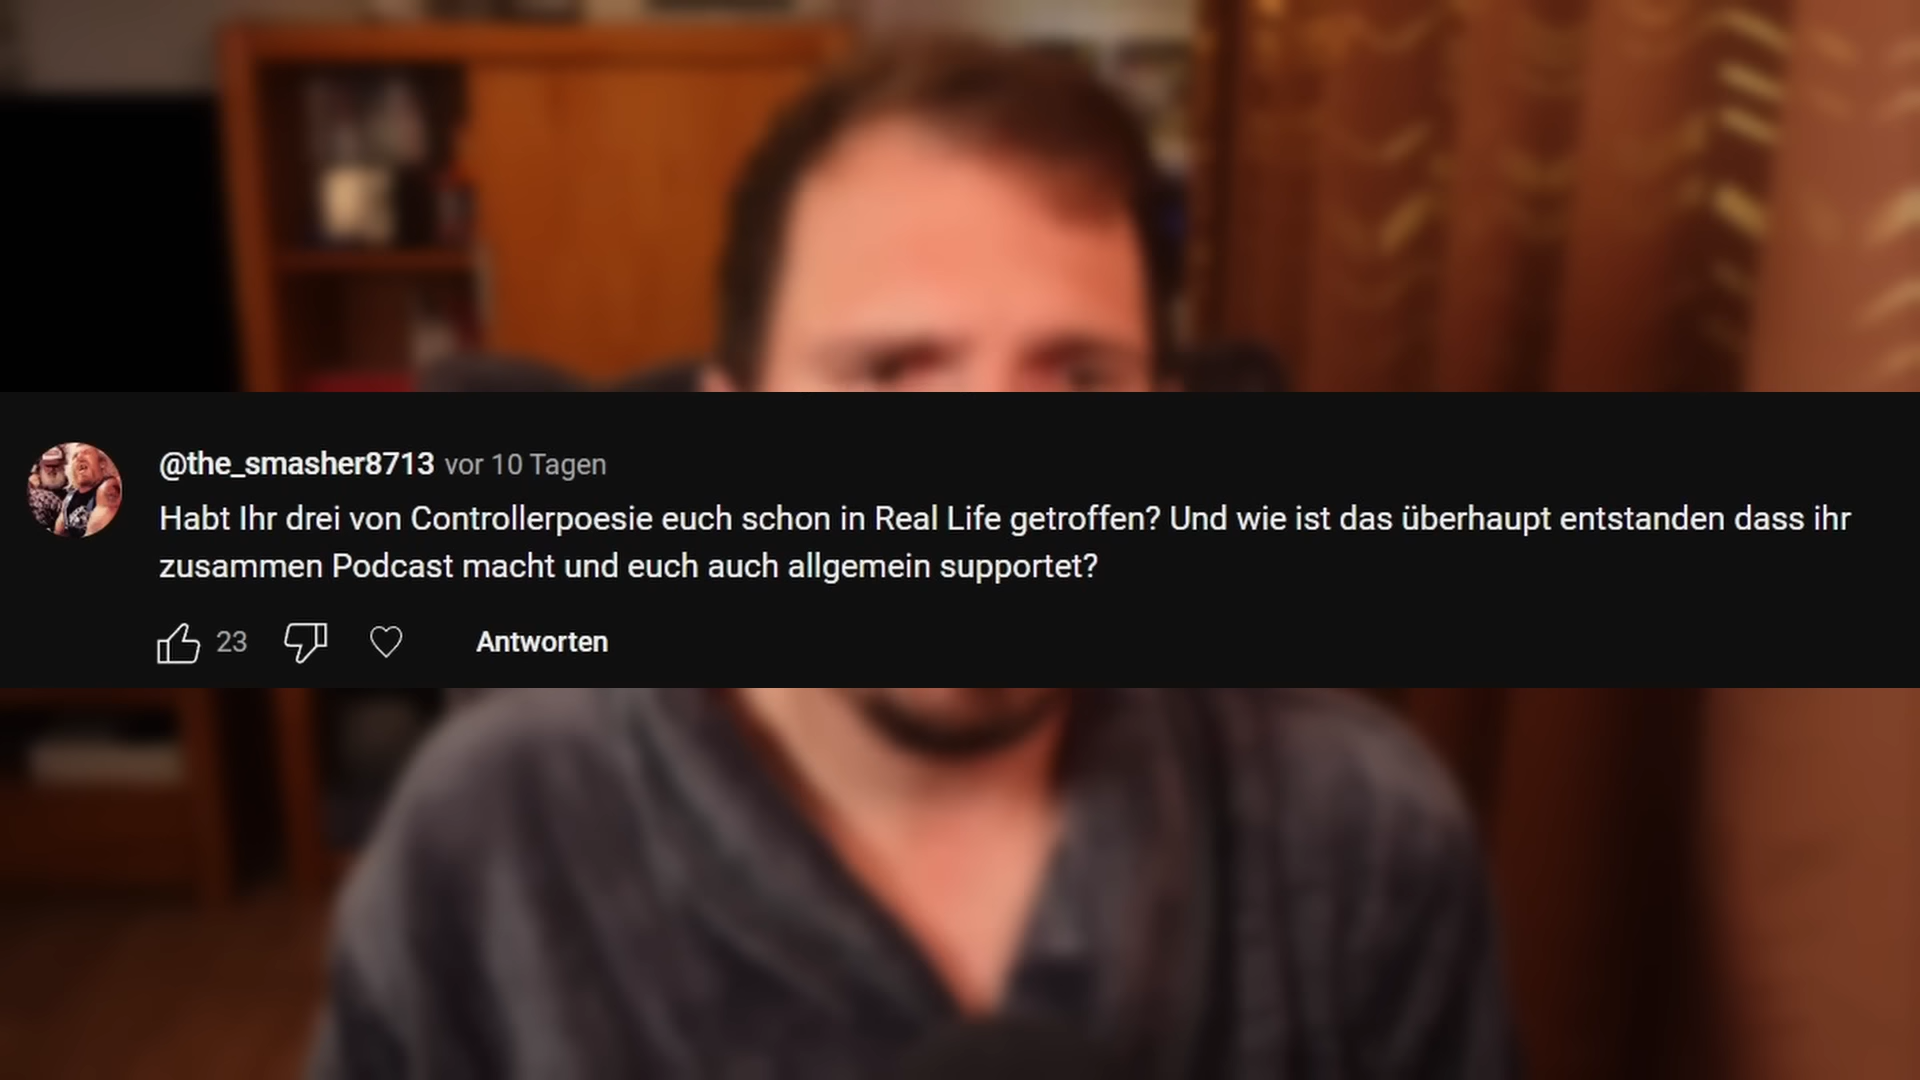 @the_smasher8713 vor 10 Tagen
Habt Ihr drei von Controllerpoesie euch schon in Real Life getroffen? Und wie ist das überhaupt entstanden dass ihr
zusammen Podcast macht und euch auch allgemein supportet?
23 Antworten